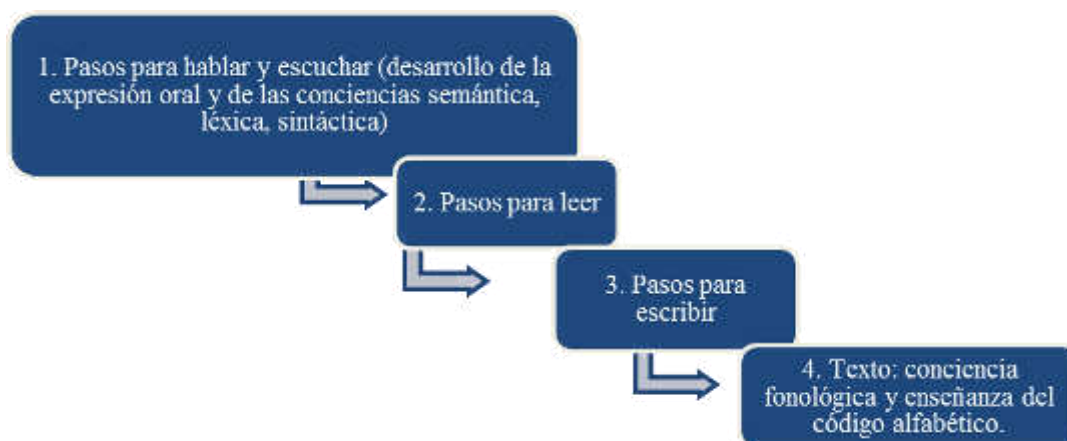 1. Pasos para hablar y escuchar (desarrollo de la
expresión oral y de las conciencias semántica,
léxica, sintáctica)
2. Pasos para leer
3. Pasos para
escribir
4. Texto: conciencia
fonológica y enseñanza del
código alfabético.